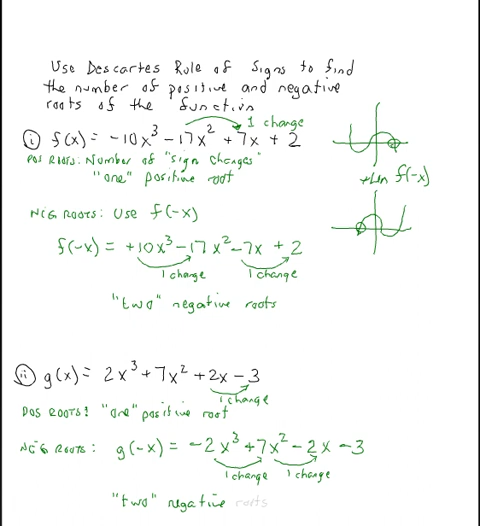 Use Descartes Rule of Signs to find
the number of positive and negative
roots of the function
1 change
(i) f(x) = -10x³ - 17x² + 7x + 2
POS ROOTS: Number of "sign changes"
"one" positive root
then f(-x)
NEG ROOTS: Use f(-x)
f(-x) = +10x³ - 17x² - 7x + 2
1 change 1 change
"two" negative roots
(ii) g(x) = 2x³ + 7x² + 2x - 3
1 change
POS ROOTS: "one" positive root
NEG ROOTS: g(-x) = -2x³ + 7x² - 2x - 3
1 change 1 change
"two" negative roots